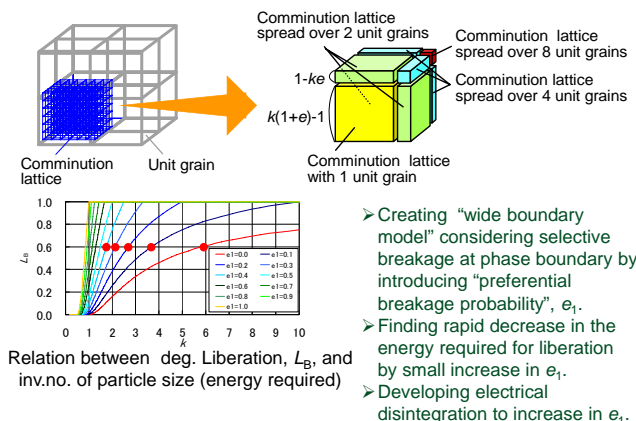 Comminution lattice
spread over 2 unit grains
Comminution lattice
spread over 8 unit grains
Comminution lattice
spread over 4 unit grains
1-ke
k(1+e)-1
Comminution
lattice
Unit grain
Comminution lattice
with 1 unit grain
1.0
0.8
0.6
0.4
0.2
0.0
L_B
0 1 2 3 4 5 6 7 8 9 10
k
e1=0.0 e1=0.1
e1=0.2 e1=0.3
e1=0.4 e1=0.5
e1=0.6 e1=0.7
e1=0.8 e1=0.9
e1=1.0
Relation between deg. Liberation, L_B, and
inv.no. of particle size (energy required)
➢Creating “wide boundary
model” considering selective
breakage at phase boundary by
introducing “preferential
breakage probability”, e₁.
➢Finding rapid decrease in the
energy required for liberation
by small increase in e₁.
➢Developing electrical
disintegration to increase in e₁.